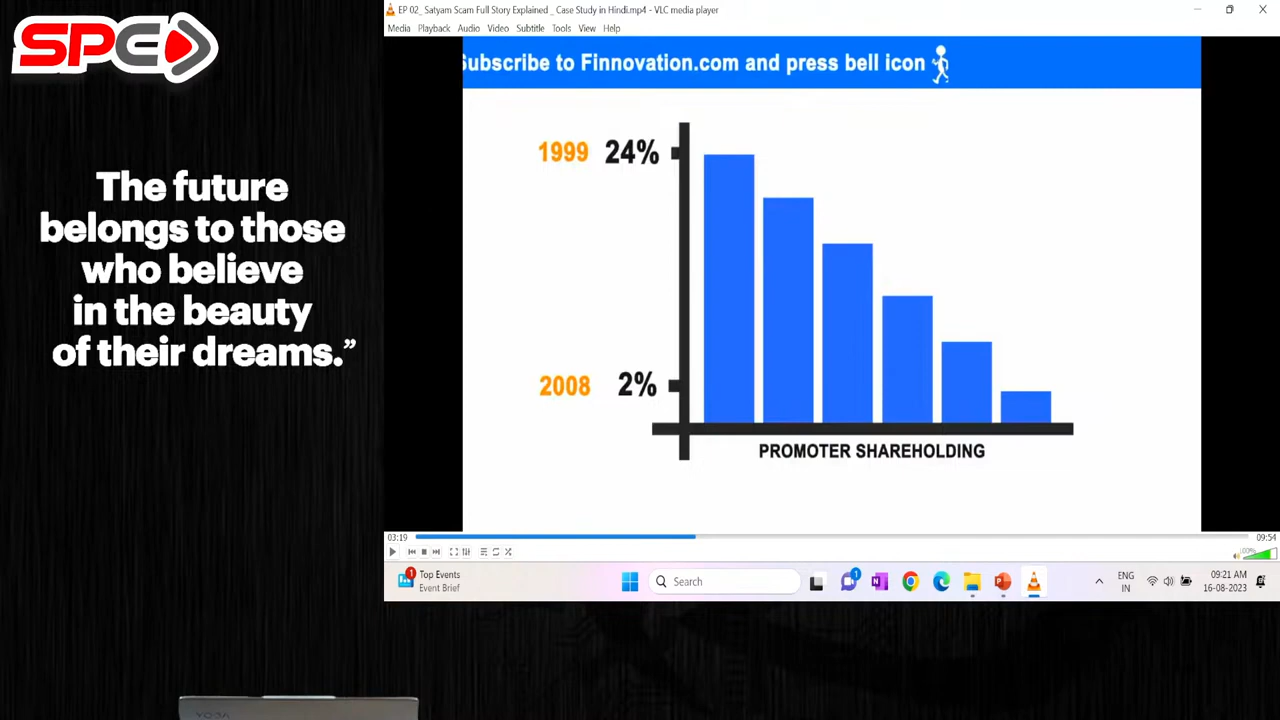 SPE
The future
belongs to those
who believe
in the beauty
of their dreams.”
EP 02_ Satyam Scam Full Story Explained _ Case Study in Hindi.mp4 - VLC media player
Media Playback Audio Video Subtitle Tools View Help
Subscribe to Finnovation.com and press bell icon
1999 24%
2008 2%
PROMOTER SHAREHOLDING
03:19 09:54
Top Events
Event Brief
Search
ENG
IN
09:21 AM
16-08-2023
YOGA